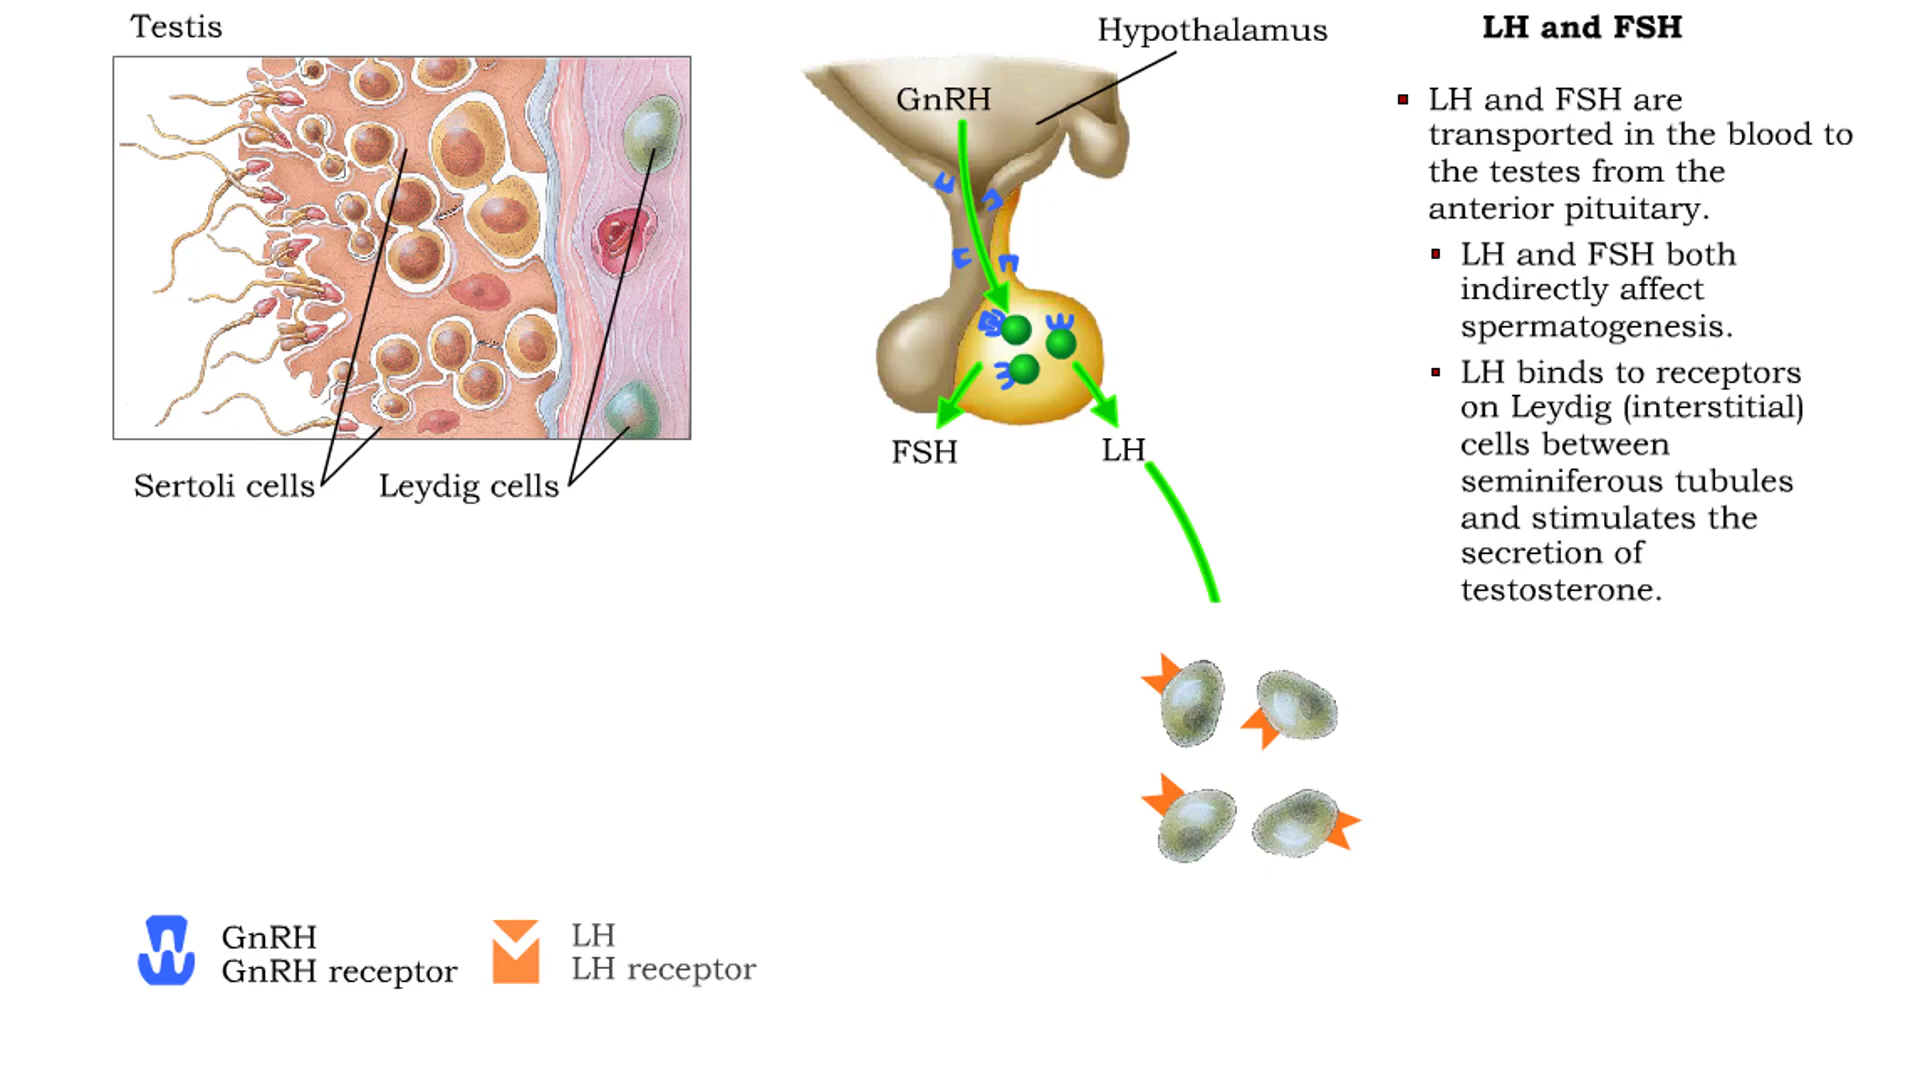 Testis
Hypothalamus
GnRH
FSH
LH
Sertoli cells
Leydig cells
LH and FSH
LH and FSH are
transported in the blood to
the testes from the
anterior pituitary.
LH and FSH both
indirectly affect
spermatogenesis.
LH binds to receptors
on Leydig (interstitial)
cells between
seminiferous tubules
and stimulates the
secretion of
testosterone.
GnRH
GnRH receptor
LH
LH receptor